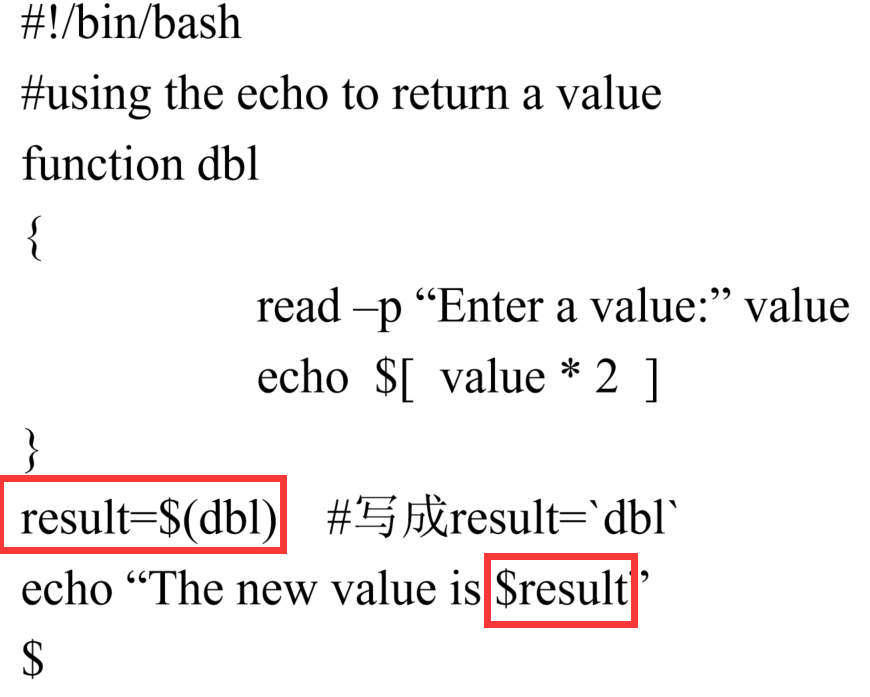 #!/bin/bash
#using the echo to return a value
function dbl
{
read –p “Enter a value:” value
echo $[ value * 2 ]
}
result=$(dbl) #写成result=`dbl`
echo “The new value is $result”
$